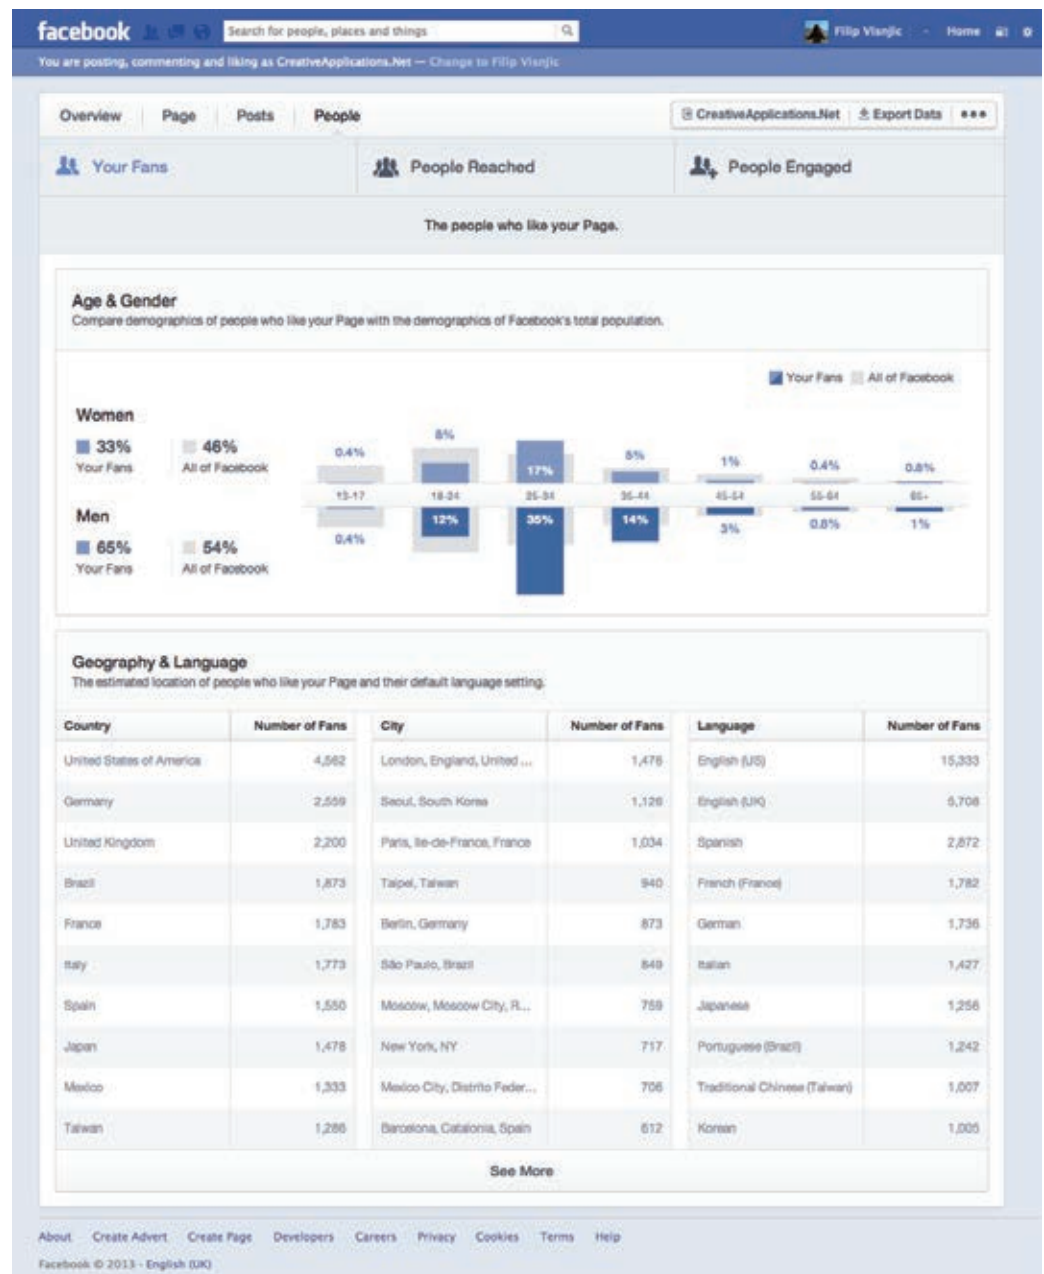 facebook Search for people, places and things Filip Visnjic Home
You are posting, commenting and liking as CreativeApplications.Net — Change to Filip Visnjic
Overview Page Posts People CreativeApplications.Net Export Data
Your Fans People Reached People Engaged
The people who like your Page.
Age & Gender
Compare demographics of people who like your Page with the demographics of Facebook's total population.
Your Fans All of Facebook
Women
33% 46%
Your Fans All of Facebook
0.4% 8% 17% 5% 1% 0.4% 0.8%
13-17 18-24 25-34 35-44 45-54 55-64 65+
Men
65% 54%
Your Fans All of Facebook
0.4% 12% 35% 14% 3% 0.8% 1%
Geography & Language
The estimated location of people who like your Page and their default language setting.
Country Number of Fans City Number of Fans Language Number of Fans
United States of America 4,562 London, England, United ... 1,476 English (US) 15,333
Germany 2,559 Seoul, South Korea 1,126 English (UK) 5,708
United Kingdom 2,200 Paris, Ile-de-France, France 1,034 Spanish 2,872
Brazil 1,873 Taipei, Taiwan 940 French (France) 1,782
France 1,783 Berlin, Germany 873 German 1,736
Italy 1,773 São Paulo, Brazil 849 Italian 1,427
Spain 1,550 Moscow, Moscow City, R... 759 Japanese 1,256
Japan 1,478 New York, NY 717 Portuguese (Brazil) 1,242
Mexico 1,333 Mexico City, Distrito Feder... 706 Traditional Chinese (Taiwan) 1,007
Taiwan 1,286 Barcelona, Catalonia, Spain 612 Korean 1,005
See More
About Create Advert Create Page Developers Careers Privacy Cookies Terms Help
Facebook © 2013 · English (UK)